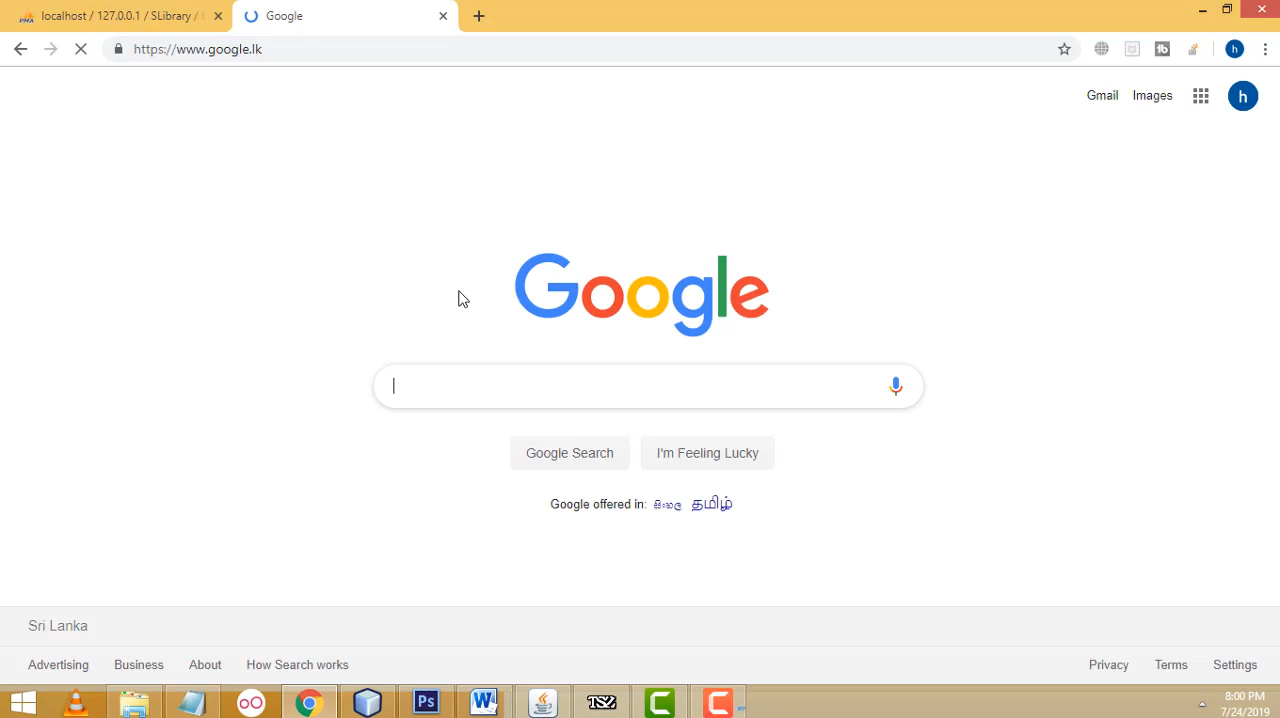 localhost / 127.0.0.1 / SLibrary /
Google
https://www.google.lk
h
Gmail Images h
Google
Google Search I'm Feeling Lucky
Google offered in: සිංහල தமிழ்
Sri Lanka
Advertising Business About How Search works Privacy Terms Settings
Ps W TSZ C C
8:00 PM
7/24/2019